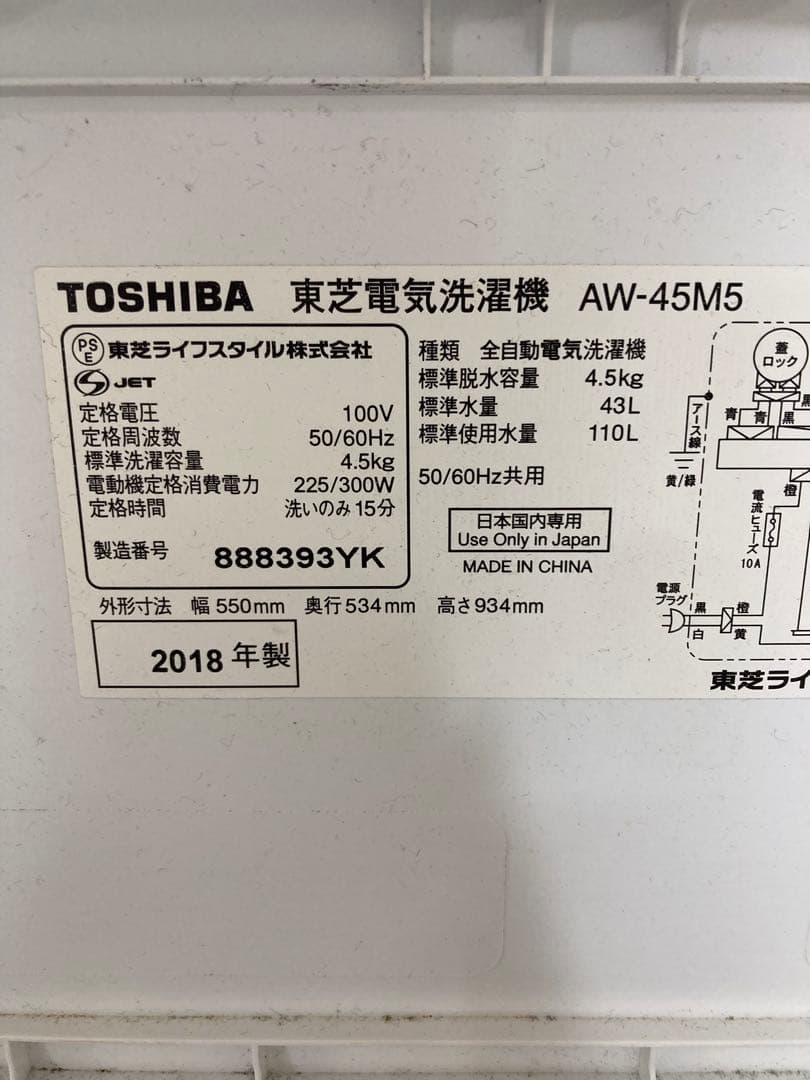 TOSHIBA 東芝電気洗濯機 AW-45M5
PSE 東芝ライフスタイル株式会社
JET
定格電圧 100V
定格周波数 50/60Hz
標準洗濯容量 4.5kg
電動機定格消費電力 225/300W
定格時間 洗いのみ15分
製造番号 888393YK
種類 全自動電気洗濯機
標準脱水容量 4.5kg
標準水量 43L
標準使用水量 110L
50/60Hz共用
日本国内専用
Use Only in Japan
MADE IN CHINA
外形寸法 幅550mm 奥行534mm 高さ934mm
2018年製
蓋
ロック
青 青 黒 黒
アース線
黄/緑
橙
電流ヒューズ
10A
電源
プラグ
黒 橙
白 黄
東芝ライ